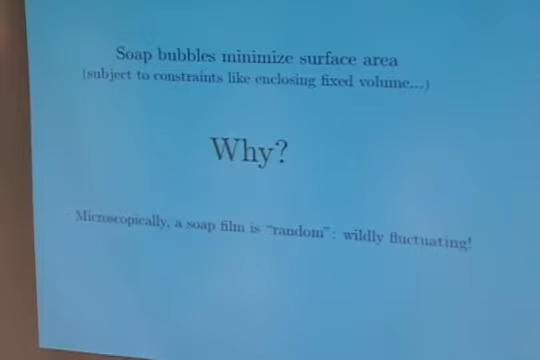 Soap bubbles minimize surface area
(subject to constraints like enclosing fixed volume...)
Why?
Microscopically, a soap film is "random": wildly fluctuating!